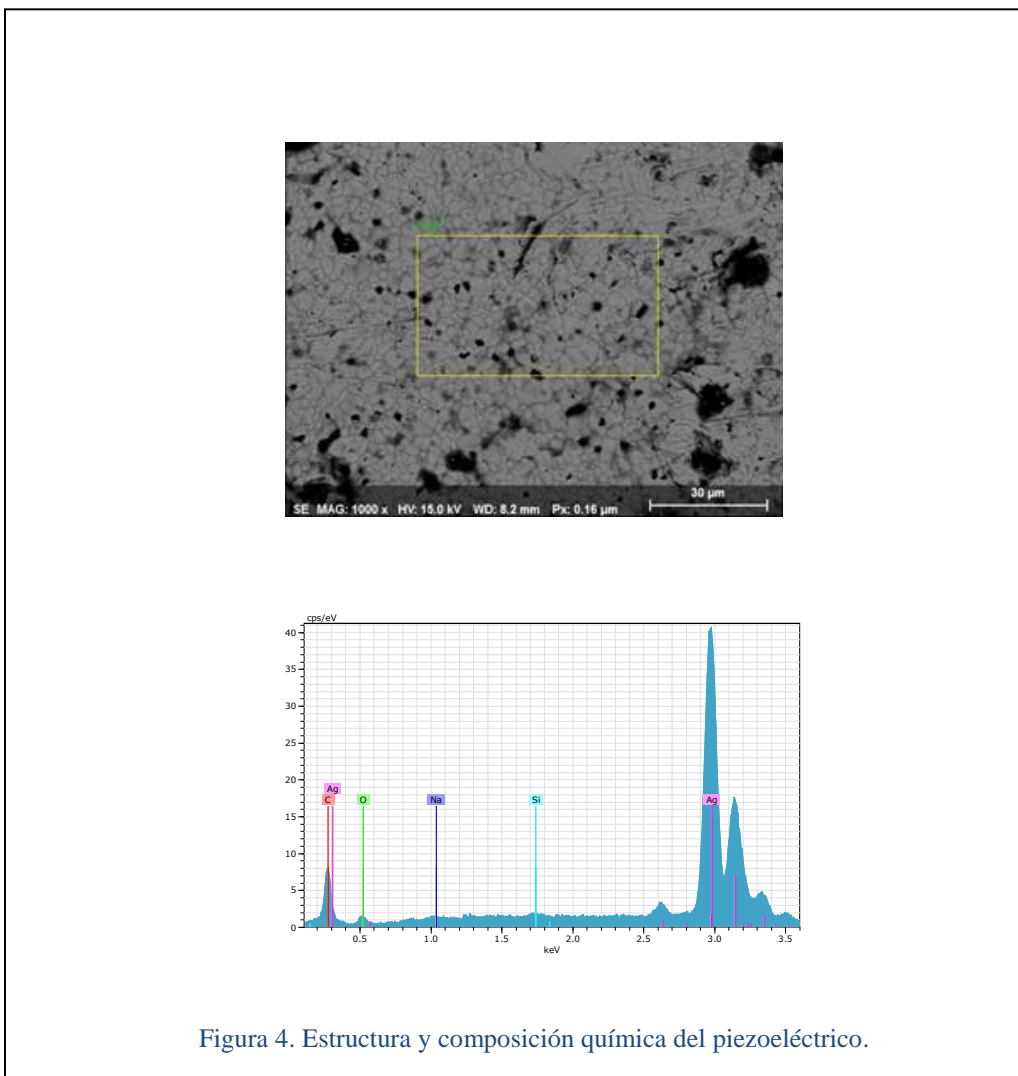 SE MAG: 1000 x HV: 15.0 kV WD: 8.2 mm Px: 0.16 µm
30 µm
cps/eV
40
35
30
25
20
15
10
5
0
Ag
C
O
Na
Si
Ag
0.5 1.0 1.5 2.0 2.5 3.0 3.5
keV
Figura 4. Estructura y composición química del piezoeléctrico.